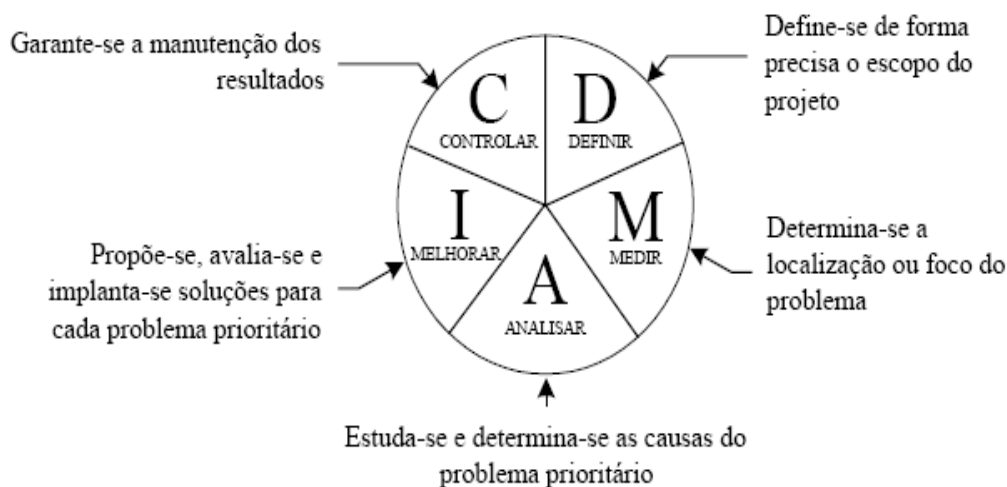 Garante-se a manutenção dos
resultados
C
CONTROLAR
D
DEFINIR
Define-se de forma
precisa o escopo do
projeto
I
MELHORAR
M
MEDIR
Propõe-se, avalia-se e
implanta-se soluções para
cada problema prioritário
A
ANALISAR
Determina-se a
localização ou foco do
problema
Estuda-se e determina-se as causas do
problema prioritário